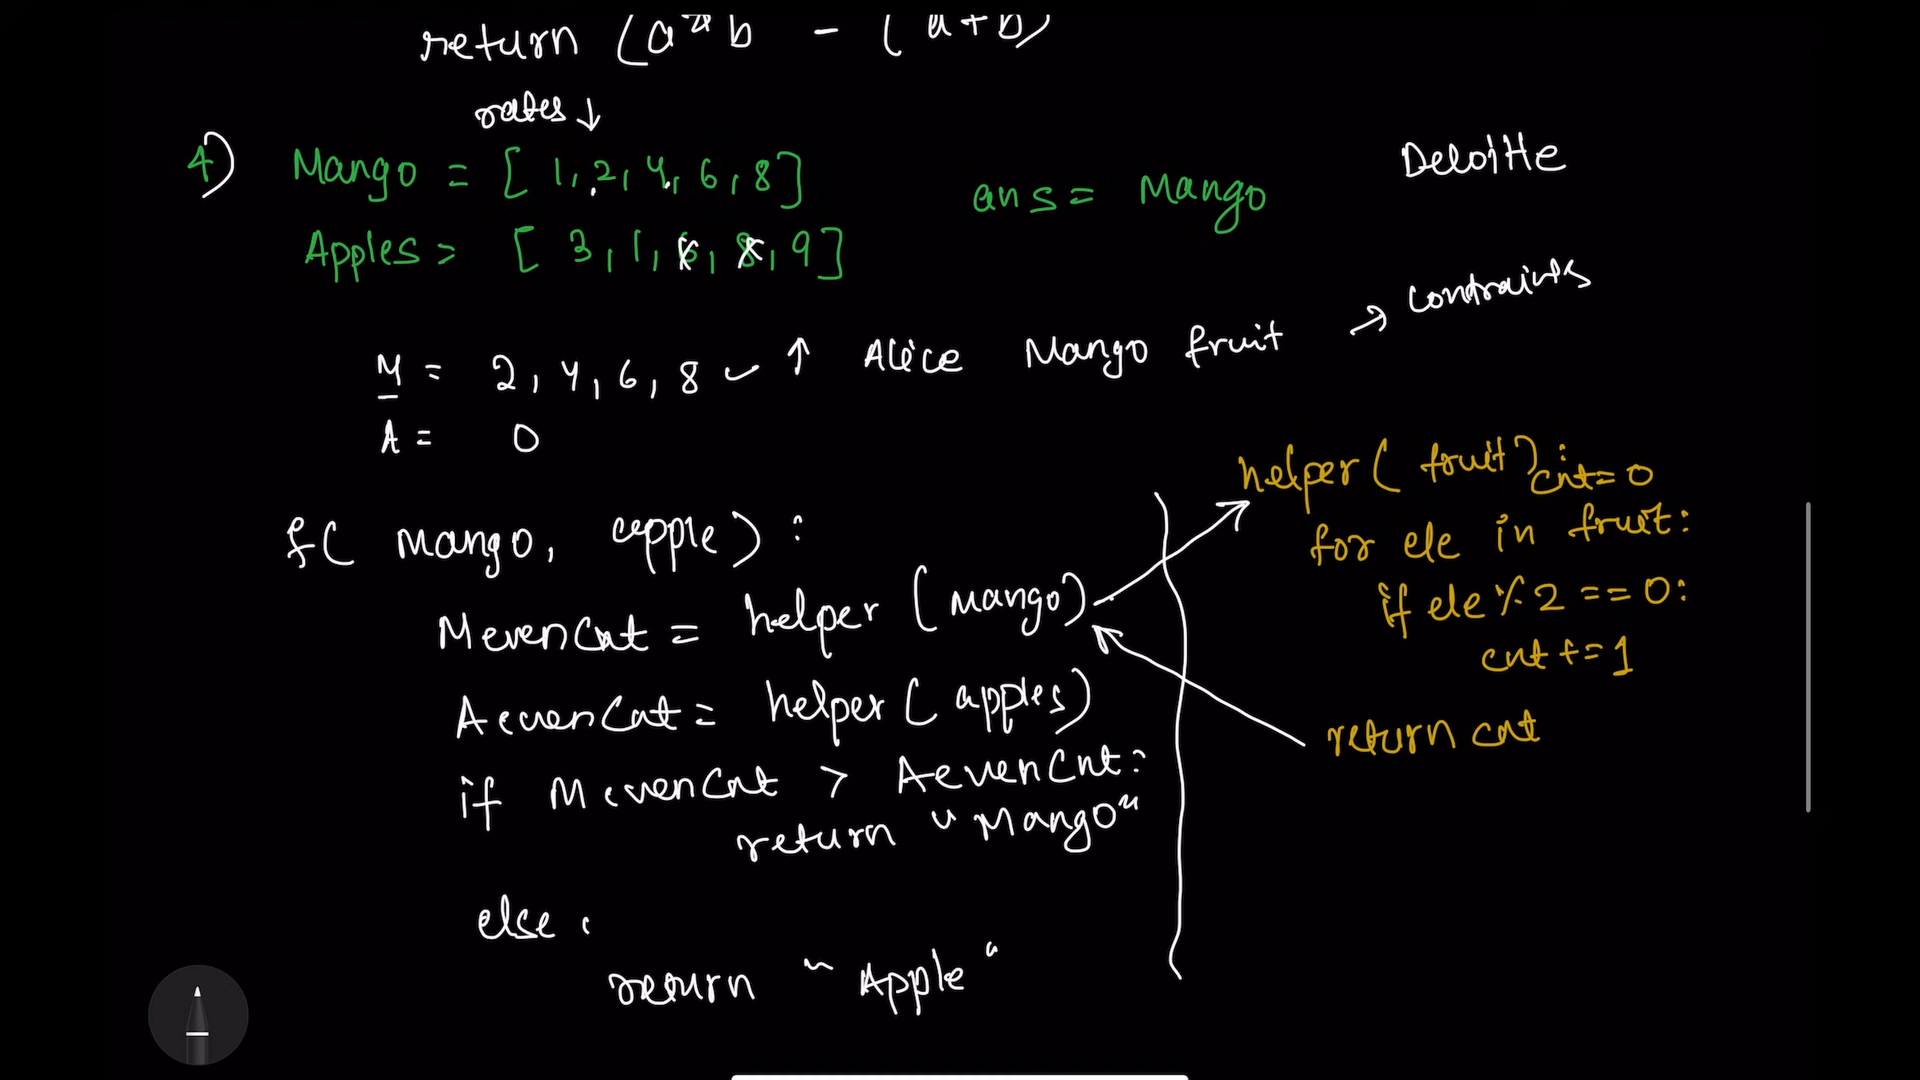 return (a*b - (a+b)
rates ↓
4) Mango = [ 1, 2, 4, 6, 8]
ans = Mango
Deloitte
Apples = [ 3, 1, 6, 8, 9]
M = 2, 4, 6, 8 ✓ ↑ Alice Mango fruit → contraints
A = 0
f( mango, apple) :
MevenCnt = helper (mango)
AevenCnt = helper ( apples)
if MevenCnt > AevenCnt:
return "Mango"
else :
return "Apple"
helper( fruit) : cnt=0
for ele in fruit:
if ele % 2 == 0:
cnt += 1
return cnt